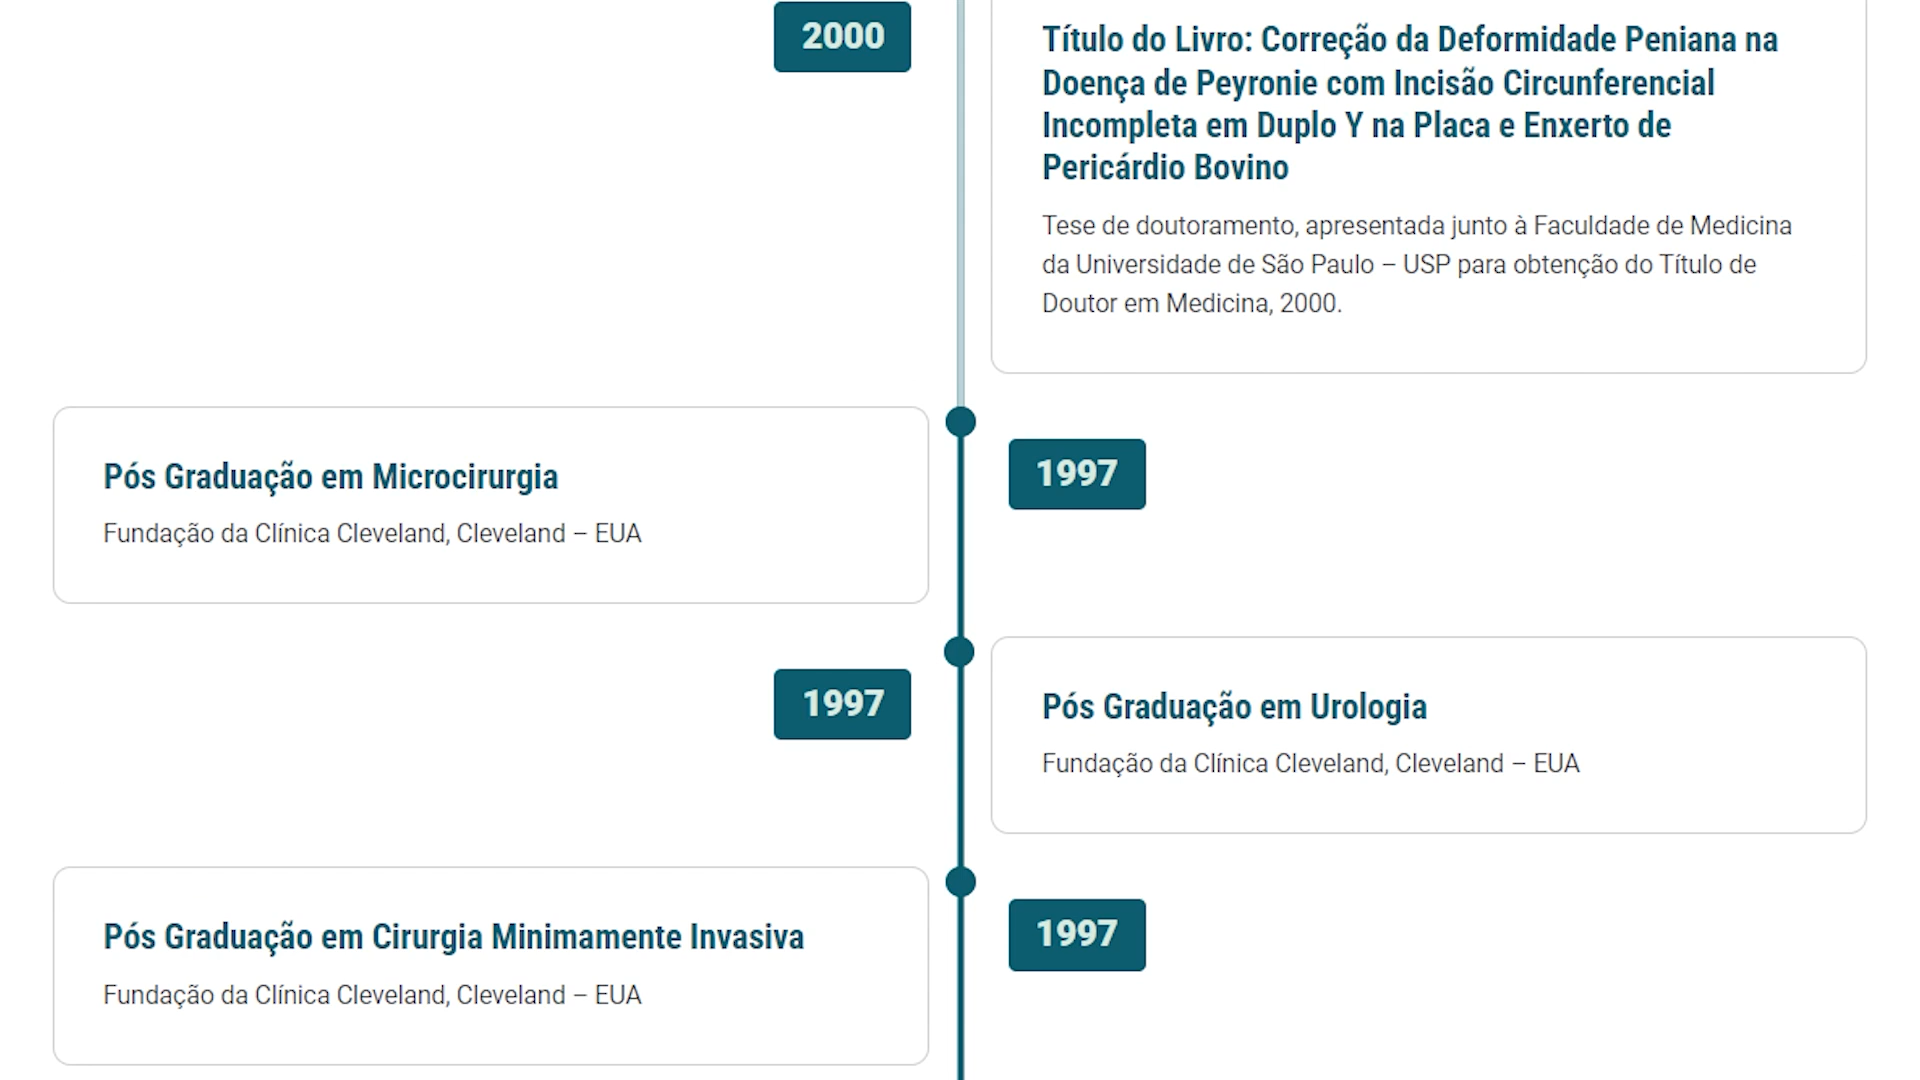 2000
Título do Livro: Correção da Deformidade Peniana na
Doença de Peyronie com Incisão Circunferencial
Incompleta em Duplo Y na Placa e Enxerto de
Pericárdio Bovino
Tese de doutoramento, apresentada junto à Faculdade de Medicina
da Universidade de São Paulo – USP para obtenção do Título de
Doutor em Medicina, 2000.
Pós Graduação em Microcirurgia
Fundação da Clínica Cleveland, Cleveland – EUA
1997
1997
Pós Graduação em Urologia
Fundação da Clínica Cleveland, Cleveland – EUA
Pós Graduação em Cirurgia Minimamente Invasiva
Fundação da Clínica Cleveland, Cleveland – EUA
1997